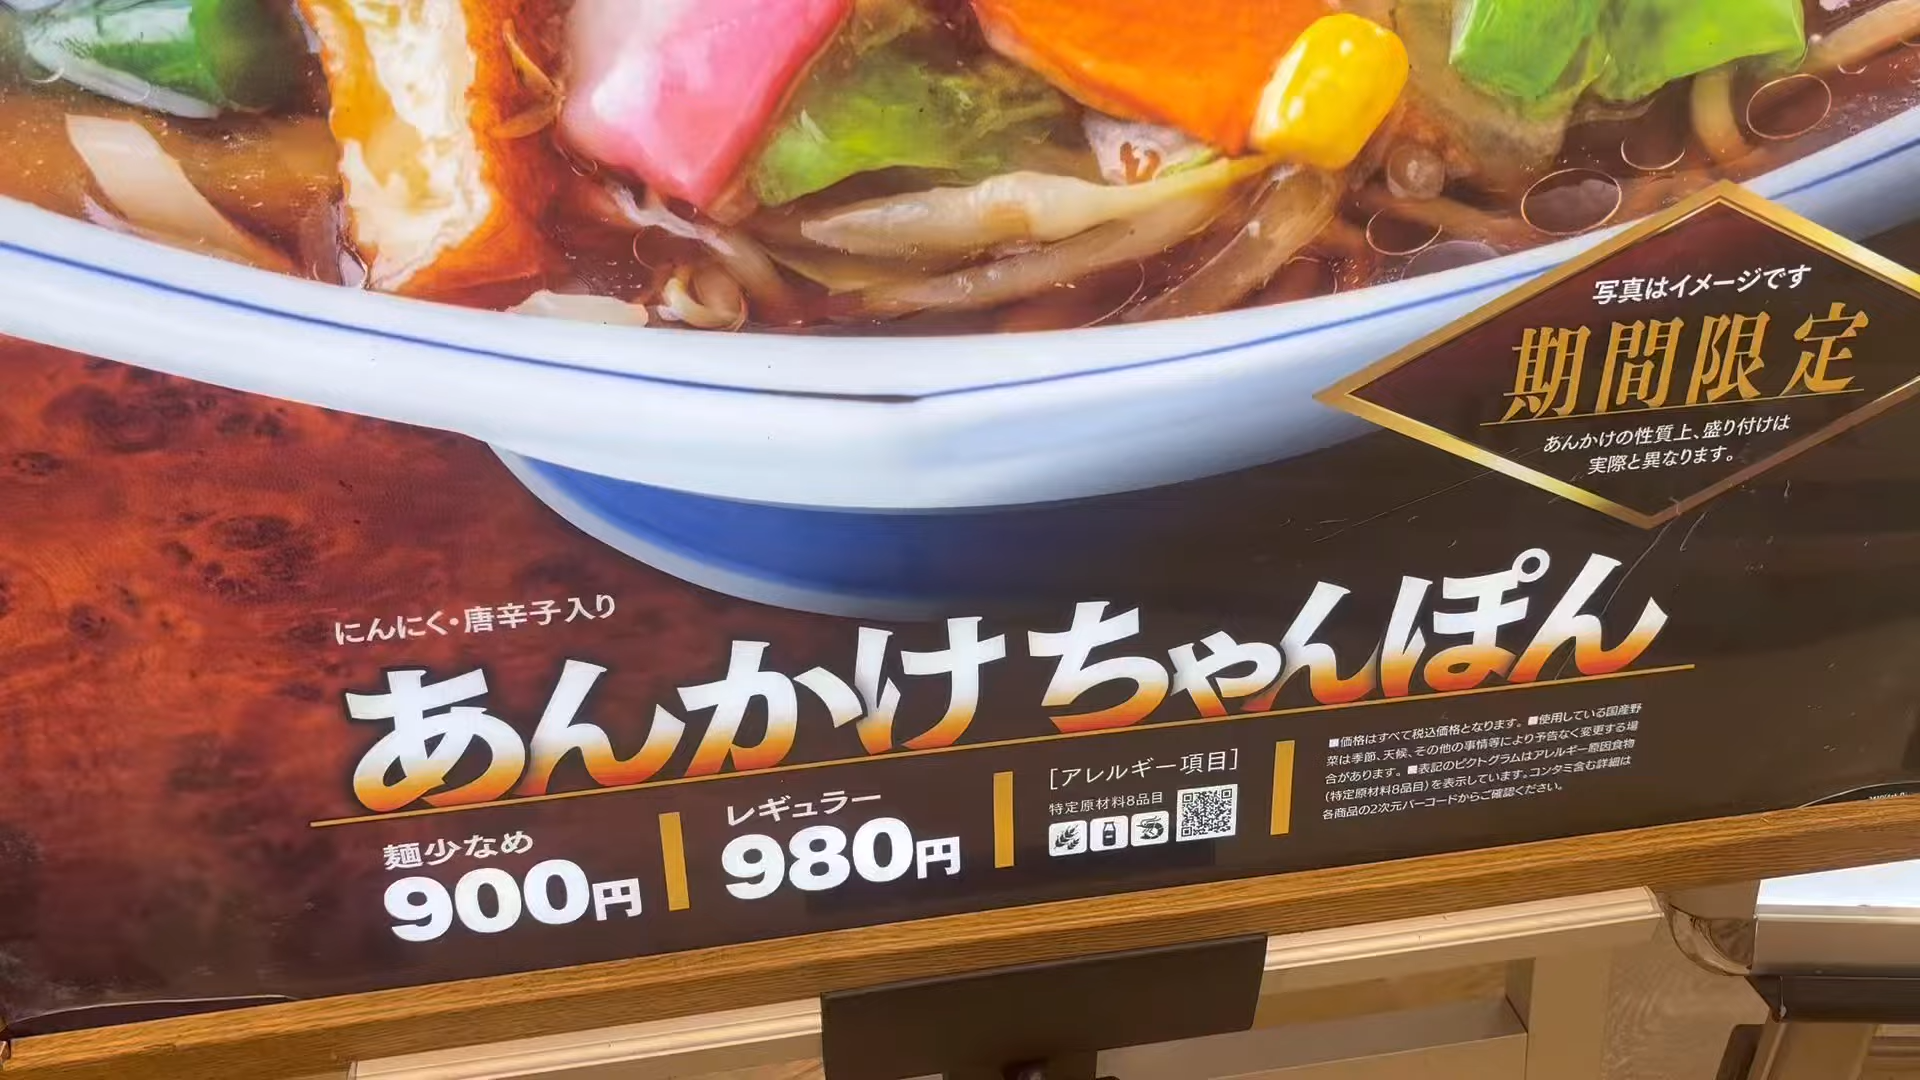 写真はイメージです
期間限定
あんかけの性質上、盛り付けは
実際と異なります。
にんにく・唐辛子入り
あんかけちゃんぽん
麺少なめ
900円
レギュラー
980円
[アレルギー項目]
特定原材料8品目
■価格はすべて税込価格となります。■使用している国産野
菜は季節、天候、その他の事情等により予告なく変更する場
合があります。■表記のピクトグラムはアレルギー原因食物
(特定原材料8品目)を表示しています。コンタミ含む詳細は
各商品の2次元バーコードからご確認ください。